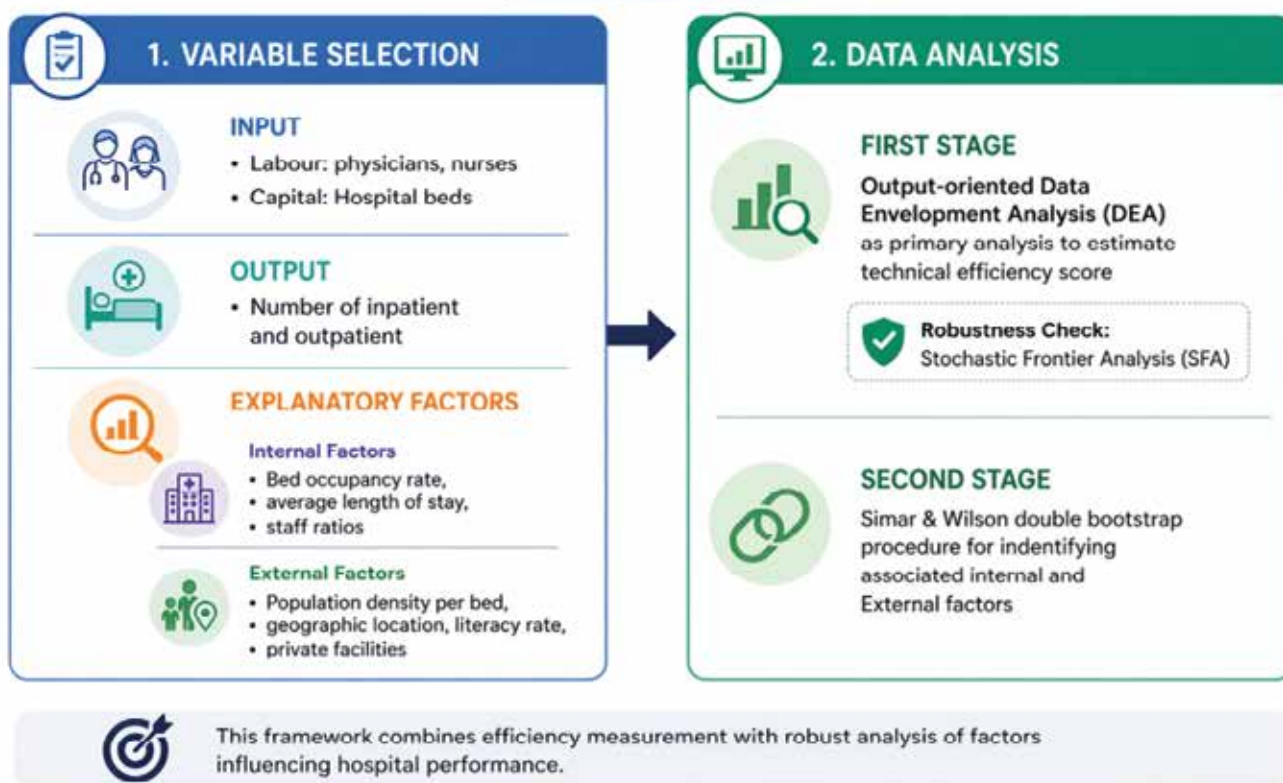 1. VARIABLE SELECTION
INPUT
• Labour: physicians, nurses
• Capital: Hospital beds
OUTPUT
• Number of inpatient
and outpatient
EXPLANATORY FACTORS
Internal Factors
• Bed occupancy rate,
• average length of stay,
• staff ratios
External Factors
• Population density per bed,
• geographic location, literacy rate,
• private facilities
2. DATA ANALYSIS
FIRST STAGE
Output-oriented Data
Envelopment Analysis (DEA)
as primary analysis to estimate
technical efficiency score
Robustness Check:
Stochastic Frontier Analysis (SFA)
SECOND STAGE
Simar & Wilson double bootstrap
procedure for indentifying
associated internal and
External factors
This framework combines efficiency measurement with robust analysis of factors
influencing hospital performance.